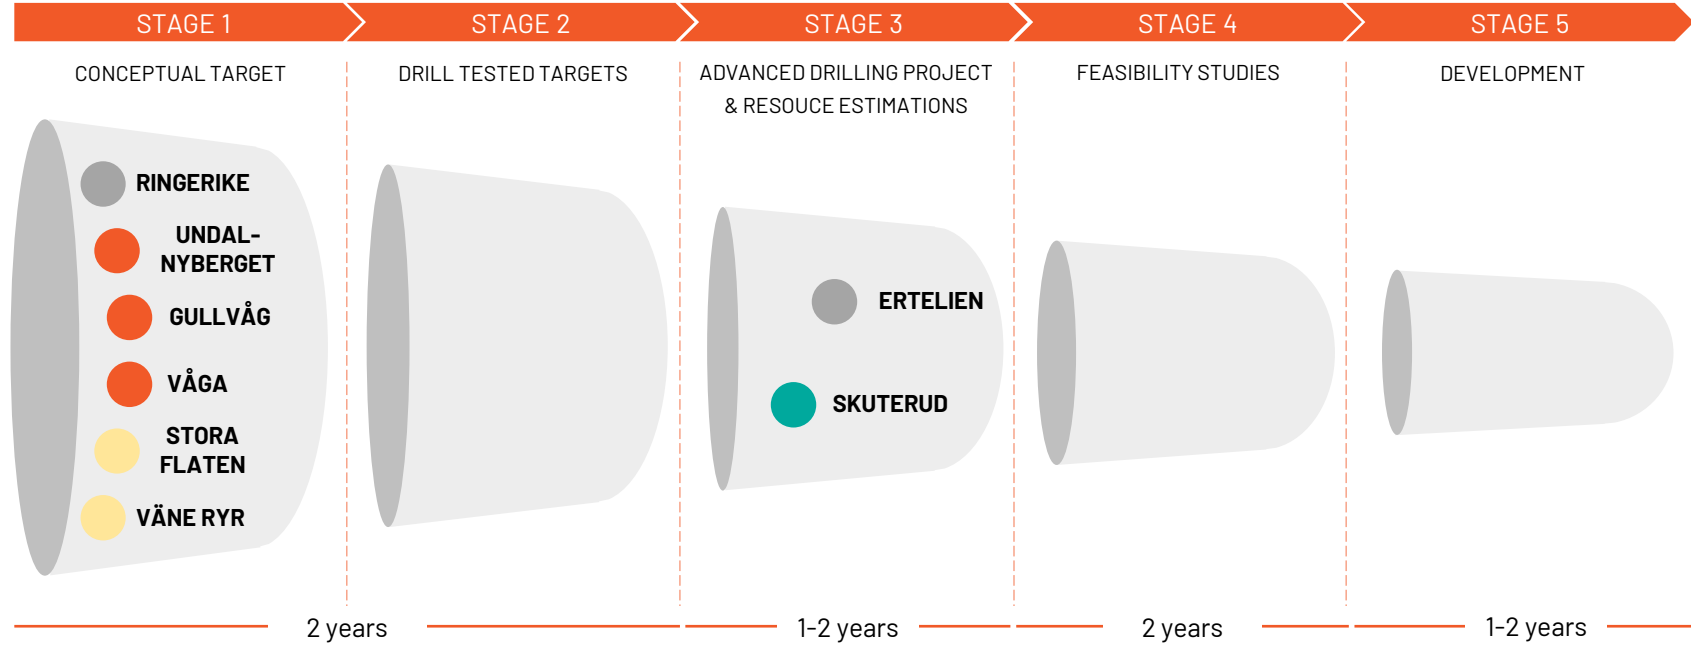 STAGE 1
STAGE 2
STAGE 3
STAGE 4
STAGE 5
CONCEPTUAL TARGET
DRILL TESTED TARGETS
ADVANCED DRILLING PROJECT
& RESOUCE ESTIMATIONS
FEASIBILITY STUDIES
DEVELOPMENT
RINGERIKE
UNDAL-
NYBERGET
GULLVÅG
VÅGA
STORA
FLATEN
VÄNE RYR
ERTELIEN
SKUTERUD
2 years
1-2 years
2 years
1-2 years